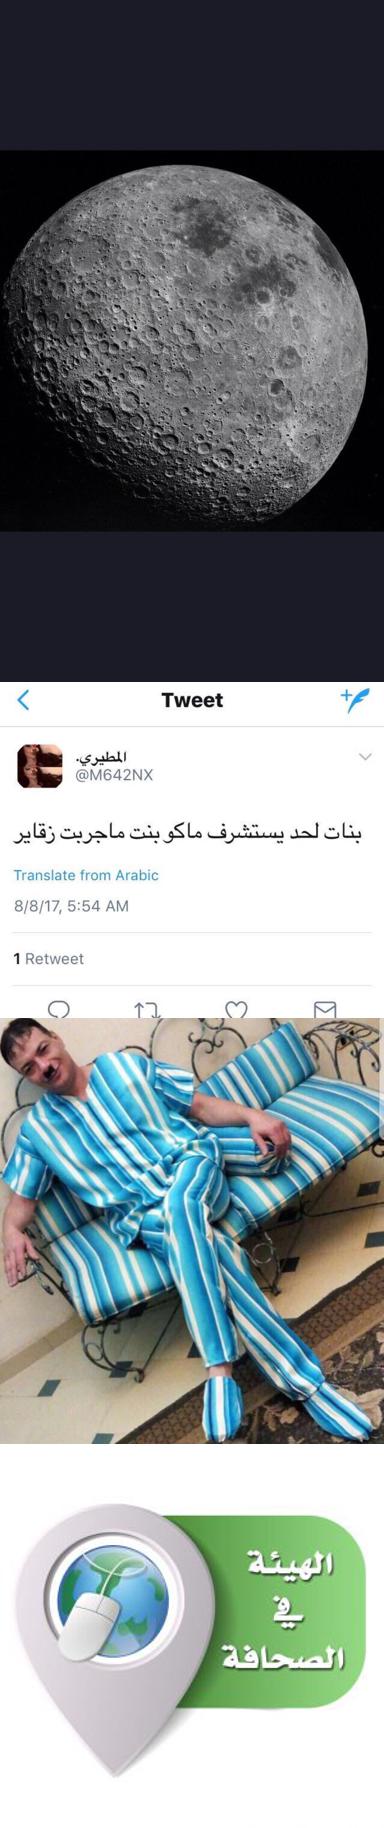 Tweet
المطيري.
@M642NX
بنات لحد يستشرف ماكو بنت ماجربت زقاير
Translate from Arabic
8/8/17, 5:54 AM
1 Retweet
الهيئة
في
الصحافة